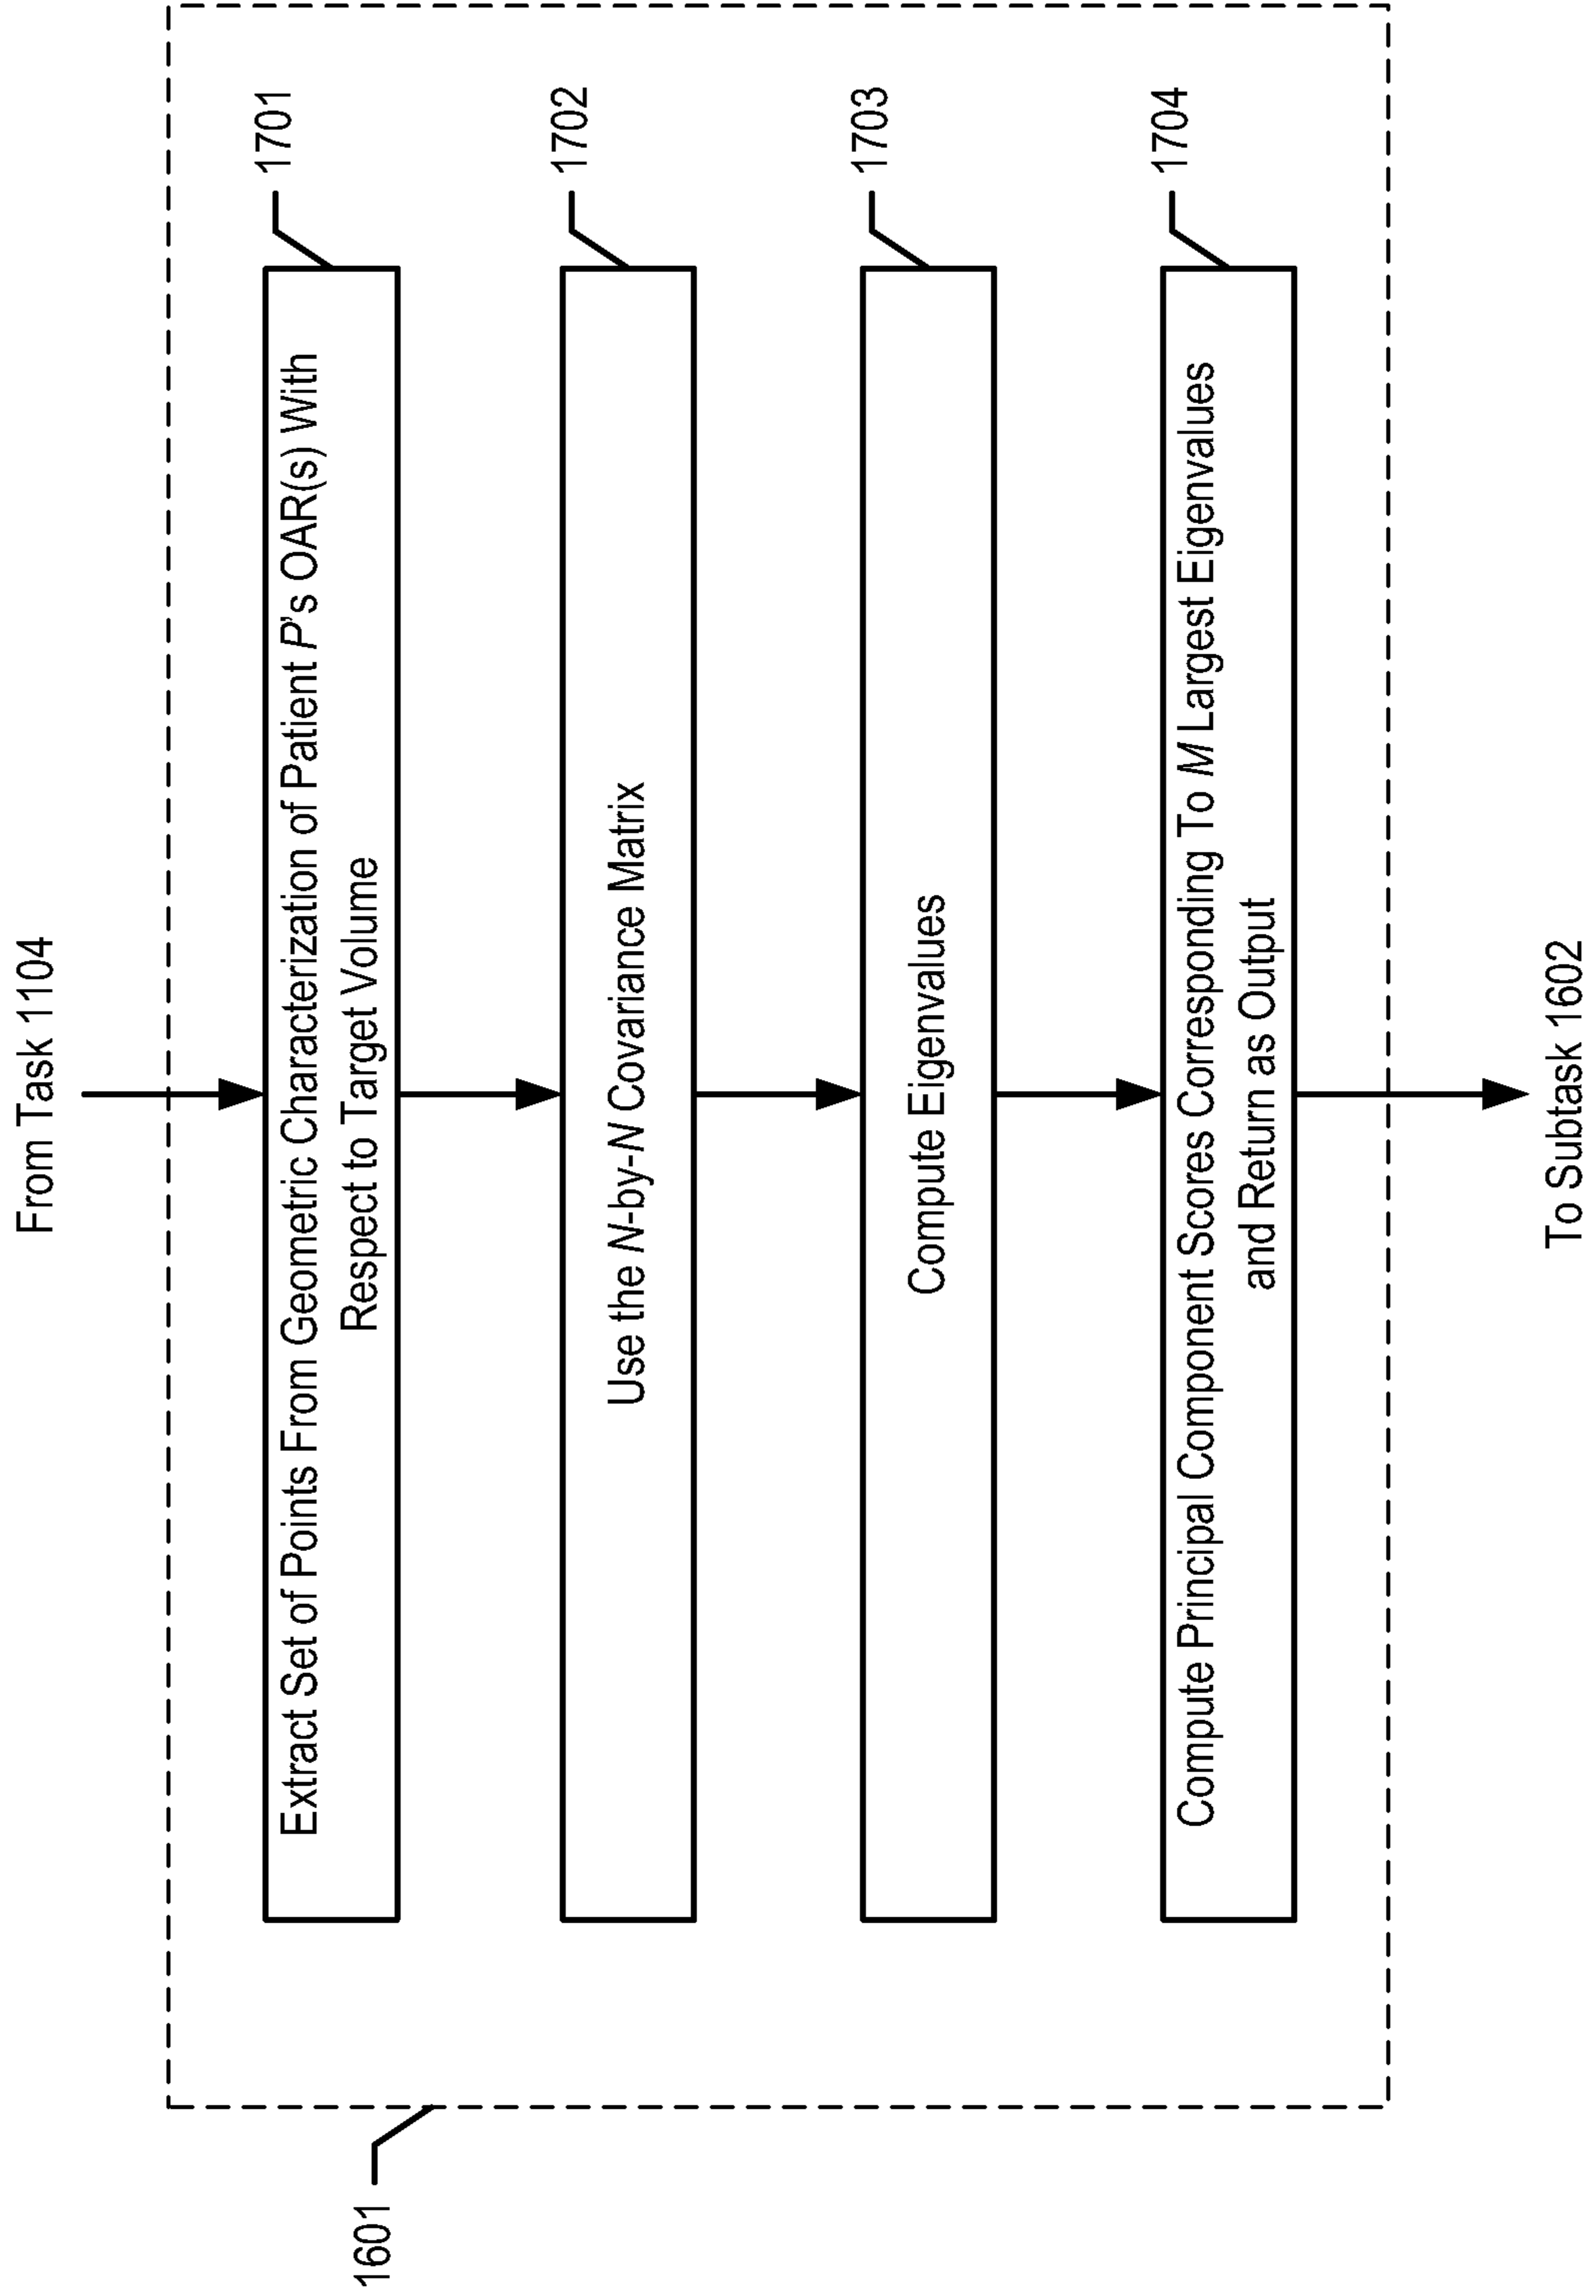 From Task 1104
1601
1701
Extract Set of Points From Geometric Characterization of Patient P's OAR(s) With
Respect to Target Volume
1702
Use the N-by-N Covariance Matrix
1703
Compute Eigenvalues
1704
Compute Principal Component Scores Corresponding To M Largest Eigenvalues
and Return as Output
To Subtask 1602